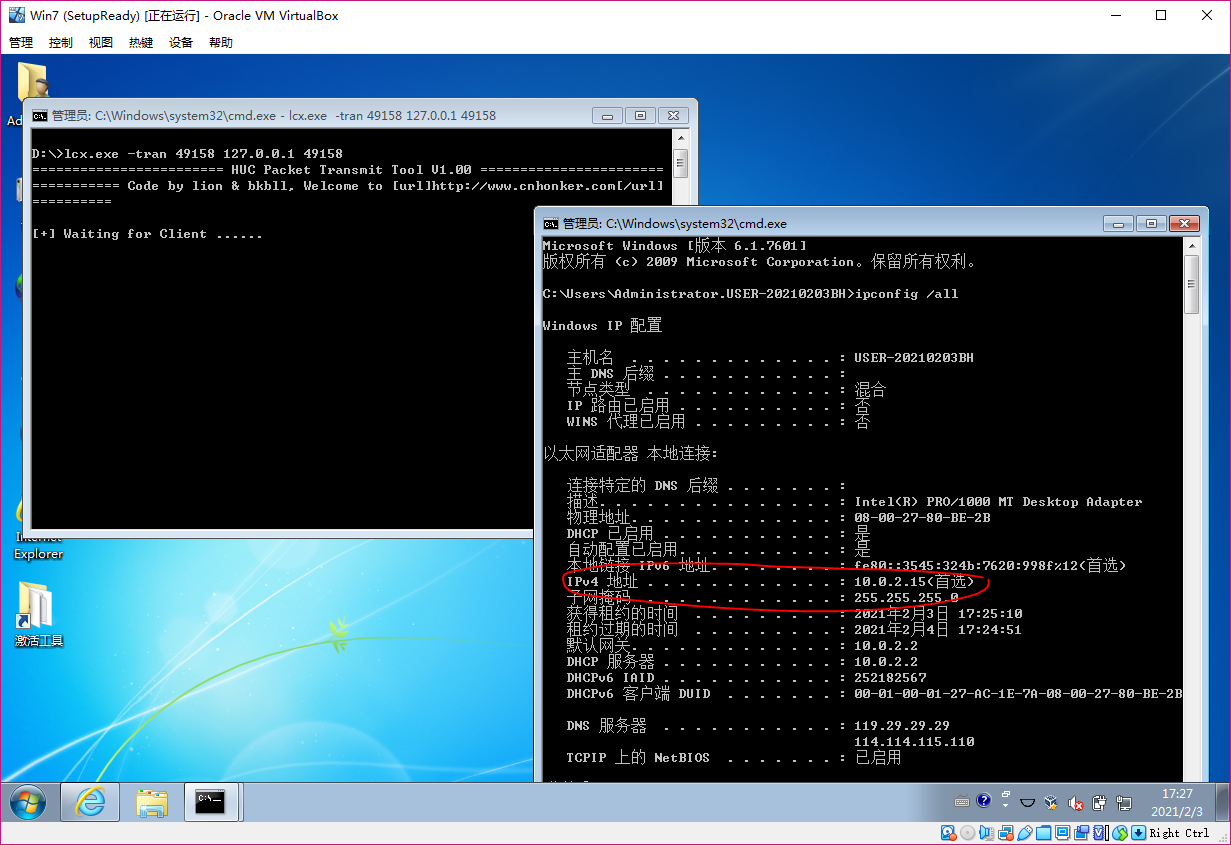 Win7 (SetupReady) [正在运行] - Oracle VM VirtualBox
管理 控制 视图 热键 设备 帮助
管理员: C:\Windows\system32\cmd.exe - lcx.exe -tran 49158 127.0.0.1 49158
D:\>lcx.exe -tran 49158 127.0.0.1 49158
======================== HUC Packet Transmit Tool V1.00 =======================
=========== Code by lion & bkbll, Welcome to [url]http://www.cnhonker.com[/url]
==========
[+] Waiting for Client ......
管理员: C:\Windows\system32\cmd.exe
Microsoft Windows [版本 6.1.7601]
版权所有 (c) 2009 Microsoft Corporation。保留所有权利。
C:\Users\Administrator.USER-20210203BH>ipconfig /all
Windows IP 配置
主机名 . . . . . . . . . . . . . : USER-20210203BH
主 DNS 后缀 . . . . . . . . . . . :
节点类型 . . . . . . . . . . . . : 混合
IP 路由已启用 . . . . . . . . . . : 否
WINS 代理已启用 . . . . . . . . . : 否
以太网适配器 本地连接:
连接特定的 DNS 后缀 . . . . . . . :
描述. . . . . . . . . . . . . . . : Intel(R) PRO/1000 MT Desktop Adapter
物理地址. . . . . . . . . . . . . : 08-00-27-80-BE-2B
DHCP 已启用 . . . . . . . . . . . : 是
自动配置已启用. . . . . . . . . . : 是
本地链接 IPv6 地址. . . . . . . . : fe80::3545:324b:7620:998f%12(首选)
IPv4 地址 . . . . . . . . . . . . : 10.0.2.15(首选)
子网掩码 . . . . . . . . . . . . : 255.255.255.0
获得租约的时间 . . . . . . . . . : 2021年2月3日 17:25:10
租约过期的时间 . . . . . . . . . : 2021年2月4日 17:24:51
默认网关. . . . . . . . . . . . . : 10.0.2.2
DHCP 服务器 . . . . . . . . . . . : 10.0.2.2
DHCPv6 IAID . . . . . . . . . . . : 252182567
DHCPv6 客户端 DUID . . . . . . . : 00-01-00-01-27-AC-1E-7A-08-00-27-80-BE-2B
DNS 服务器 . . . . . . . . . . . : 119.29.29.29
114.114.115.110
TCPIP 上的 NetBIOS . . . . . . . : 已启用
Ad
Internet
Explorer
激活工具
17:27
2021/2/3
Right Ctrl